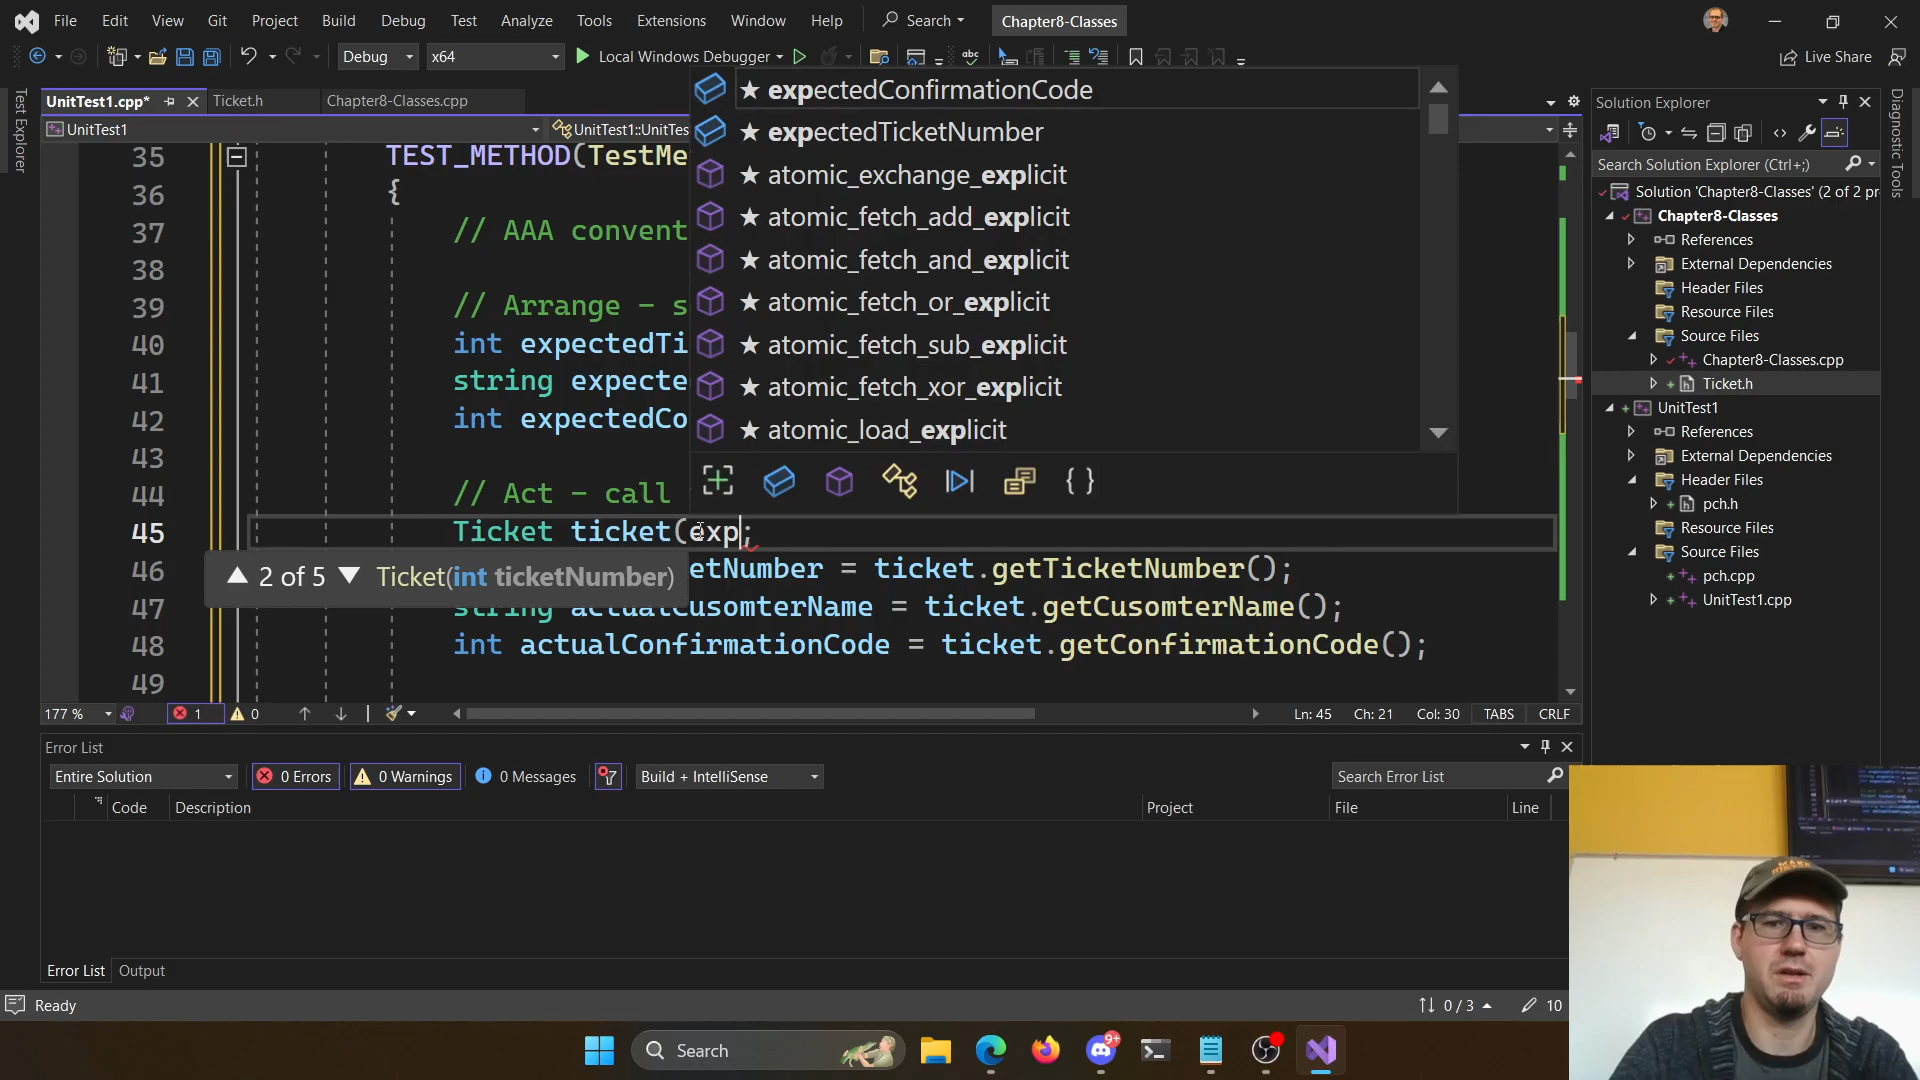 File Edit View Git Project Build Debug Test Analyze Tools Extensions Window Help Search Chapter8-Classes
Debug x64 Local Windows Debugger Live Share
UnitTest1.cpp* Ticket.h Chapter8-Classes.cpp
UnitTest1 UnitTest1::UnitTes
Test Explorer
35 TEST_METHOD(TestMe
36 {
37 // AAA convent
38
39 // Arrange - s
40 int expectedTi
41 string expecte
42 int expectedCo
43
44 // Act - call
45 Ticket ticket(exp;
46 etNumber = ticket.getTicketNumber();
47 string actualCusomterName = ticket.getCusomterName();
48 int actualConfirmationCode = ticket.getConfirmationCode();
49
expectedConfirmationCode
expectedTicketNumber
atomic_exchange_explicit
atomic_fetch_add_explicit
atomic_fetch_and_explicit
atomic_fetch_or_explicit
atomic_fetch_sub_explicit
atomic_fetch_xor_explicit
atomic_load_explicit
2 of 5 Ticket(int ticketNumber)
177 % 1 0 Ln: 45 Ch: 21 Col: 30 TABS CRLF
Error List
Entire Solution 0 Errors 0 Warnings 0 Messages Build + IntelliSense Search Error List
Code Description Project File Line
Error List Output
Ready 0 / 3 10
Solution Explorer
Search Solution Explorer (Ctrl+;)
Solution 'Chapter8-Classes' (2 of 2 pr
Chapter8-Classes
References
External Dependencies
Header Files
Resource Files
Source Files
Chapter8-Classes.cpp
Ticket.h
UnitTest1
References
External Dependencies
Header Files
pch.h
Resource Files
Source Files
pch.cpp
UnitTest1.cpp
Diagnostic Tools
Search 9+